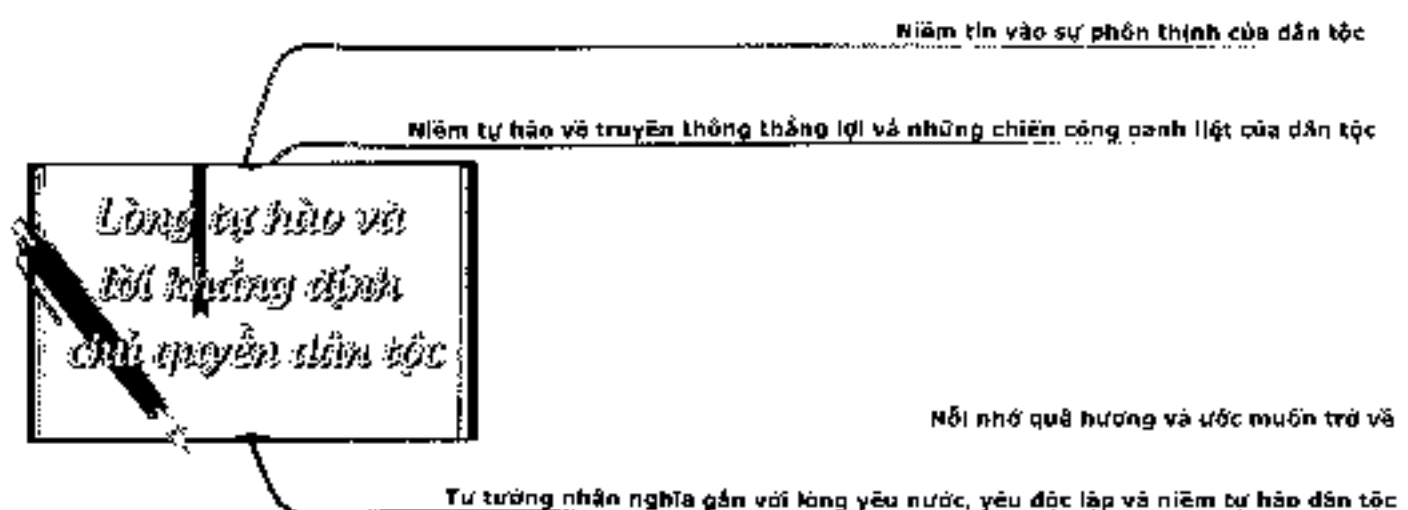 Niềm tin vào sự phồn thịnh của dân tộc
Niềm tự hào về truyền thống thắng lợi và những chiến công oanh liệt của dân tộc
Lòng tự hào và
lời khẳng định
chủ quyền dân tộc
Nỗi nhớ quê hương và ước muốn trở về
Tư tưởng nhân nghĩa gắn với lòng yêu nước, yêu độc lập và niềm tự hào dân tộc